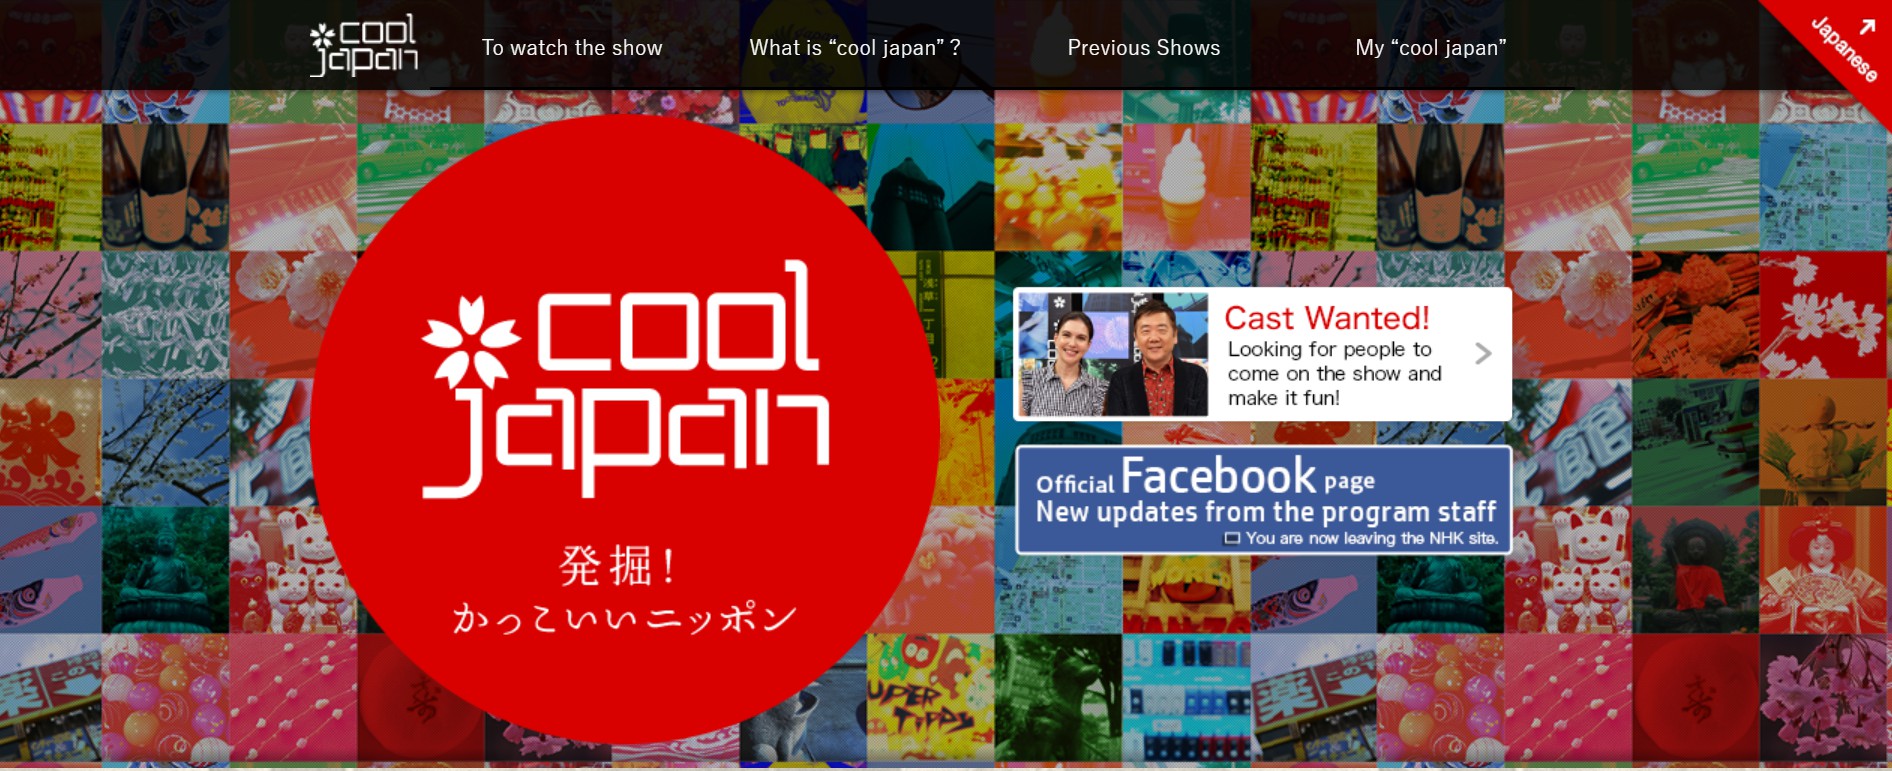 cool
japan
To watch the show
What is “cool japan” ?
Previous Shows
My “cool japan”
Japanese
cool
japan
発掘!
かっこいいニッポン
Cast Wanted!
Looking for people to
come on the show and
make it fun!
Official Facebook page
New updates from the program staff
You are now leaving the NHK site.
薬
薬
寿